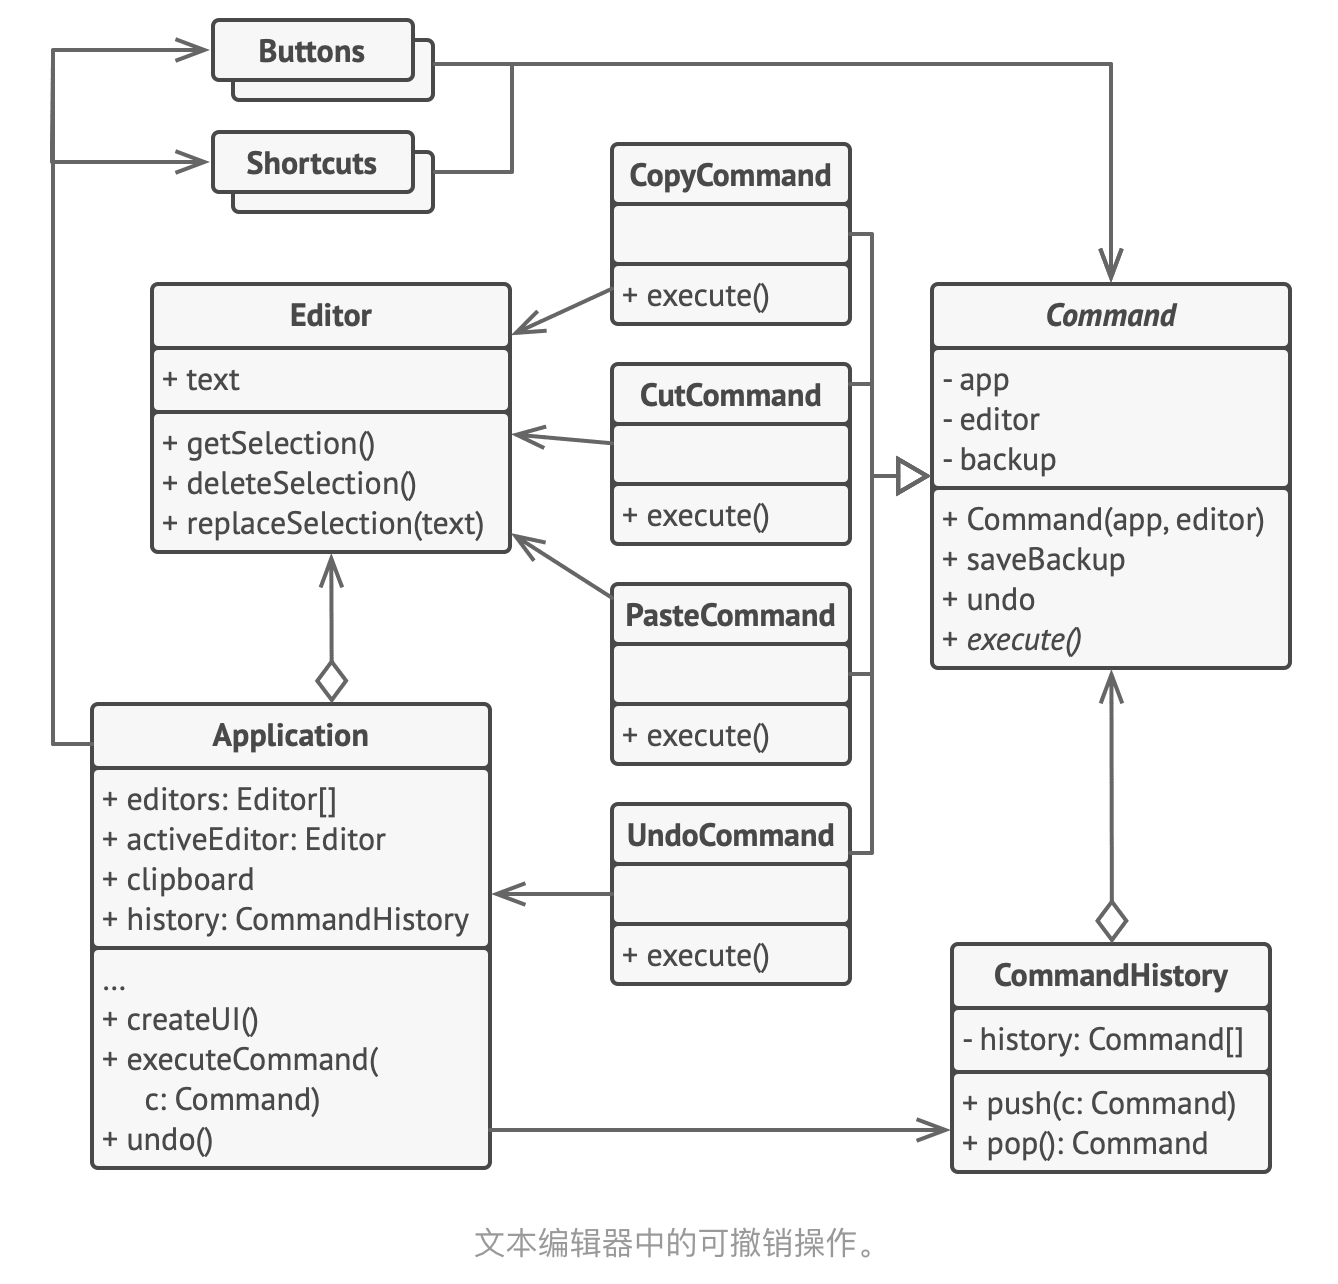 Buttons
Shortcuts
CopyCommand
+ execute()
Editor
+ text
+ getSelection()
+ deleteSelection()
+ replaceSelection(text)
CutCommand
+ execute()
Command
- app
- editor
- backup
+ Command(app, editor)
+ saveBackup
+ undo
+ execute()
PasteCommand
+ execute()
Application
+ editors: Editor[]
+ activeEditor: Editor
+ clipboard
+ history: CommandHistory
...
+ createUI()
+ executeCommand(
c: Command)
+ undo()
UndoCommand
+ execute()
CommandHistory
- history: Command[]
+ push(c: Command)
+ pop(): Command
文本编辑器中的可撤销操作。